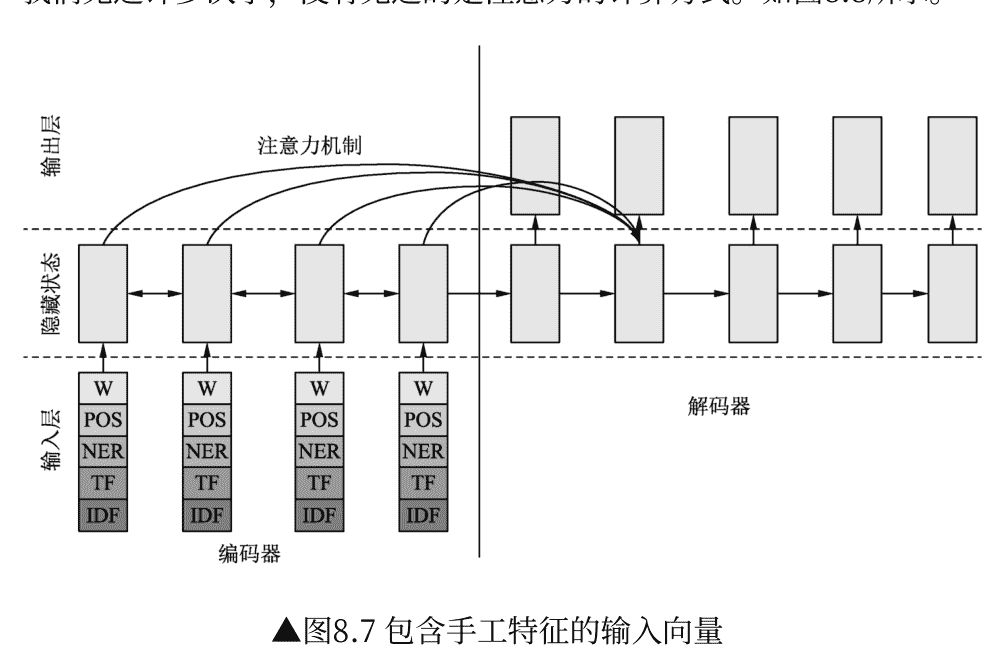 注意力机制
输出层
隐藏状态
输入层
W W W W
POS POS POS POS
NER NER NER NER
TF TF TF TF
IDF IDF IDF IDF
编码器
解码器
▲图8.7 包含手工特征的输入向量